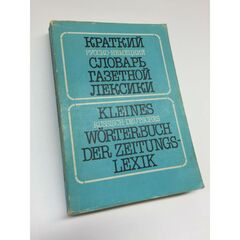 КРАТКИЙ
РУССКО-НЕМЕЦКИЙ
СЛОВАРЬ
ГАЗЕТНОЙ
ЛЕКСИКИ
KLEINES
RUSSISCH-DEUTSCHES
WÖRTERBUCH
DER ZEITUNGS-
LEXIK